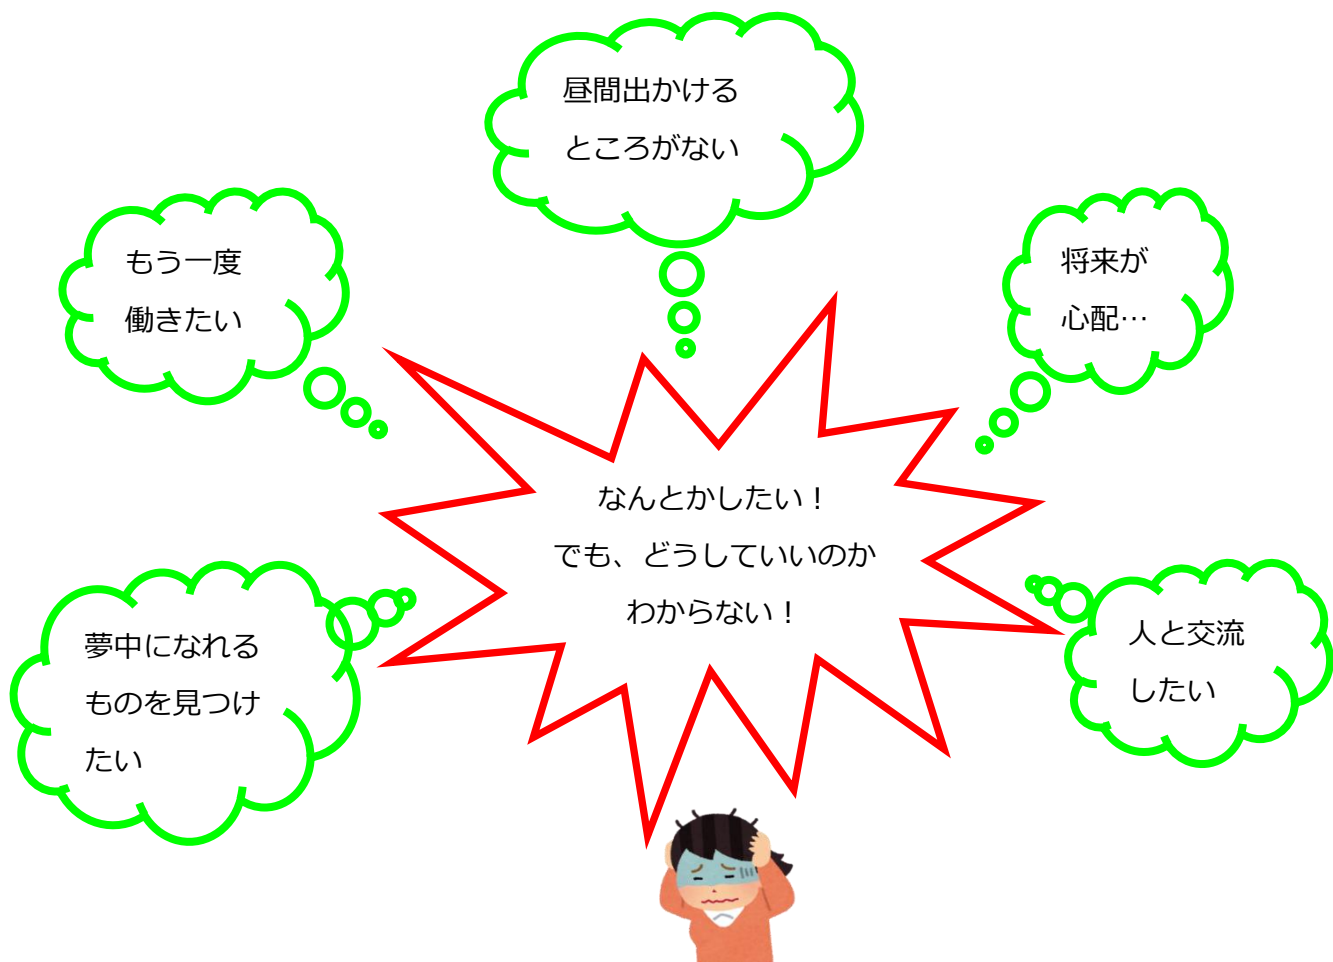 昼間出かける
ところがない
もう一度
働きたい
将来が
心配…
なんとかしたい！
でも、どうしていいのか
わからない！
夢中になれる
ものを見つけ
たい
人と交流
したい